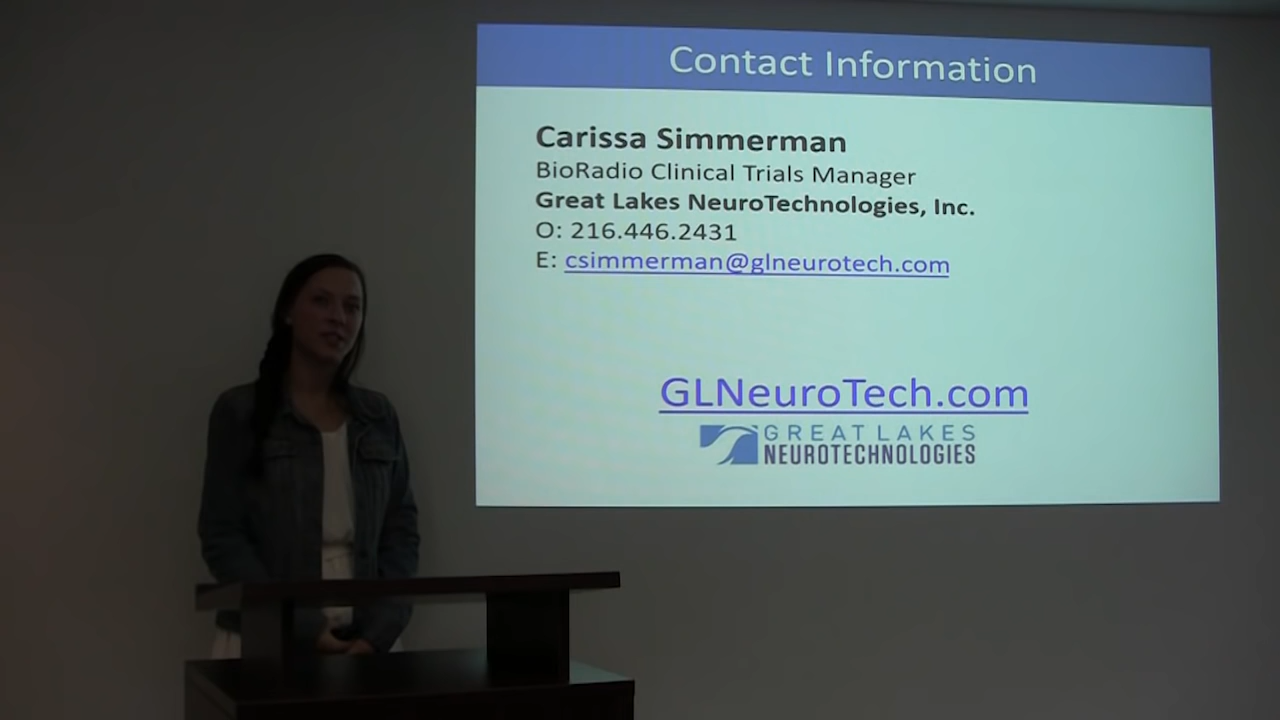 Contact Information
Carissa Simmerman
BioRadio Clinical Trials Manager
Great Lakes NeuroTechnologies, Inc.
O: 216.446.2431
E: csimmerman@glneurotech.com
GLNeuroTech.com
GREAT LAKES
NEUROTECHNOLOGIES